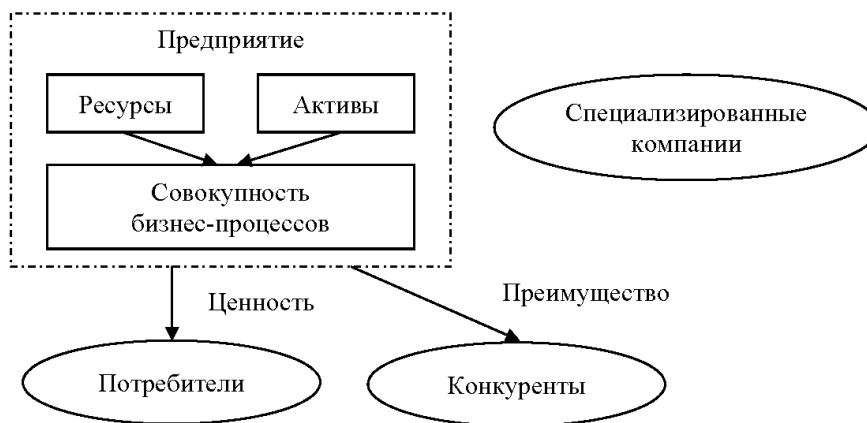 Предприятие
Ресурсы
Активы
Специализированные
компании
Совокупность
бизнес-процессов
Ценность
Преимущество
Потребители
Конкуренты